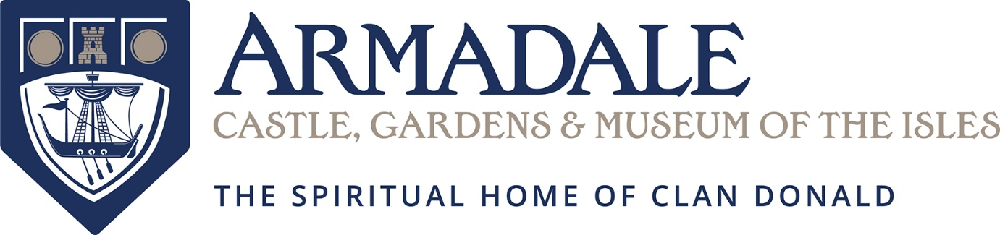 ARMADALE
CASTLE, GARDENS & MUSEUM OF THE ISLES
THE SPIRITUAL HOME OF CLAN DONALD